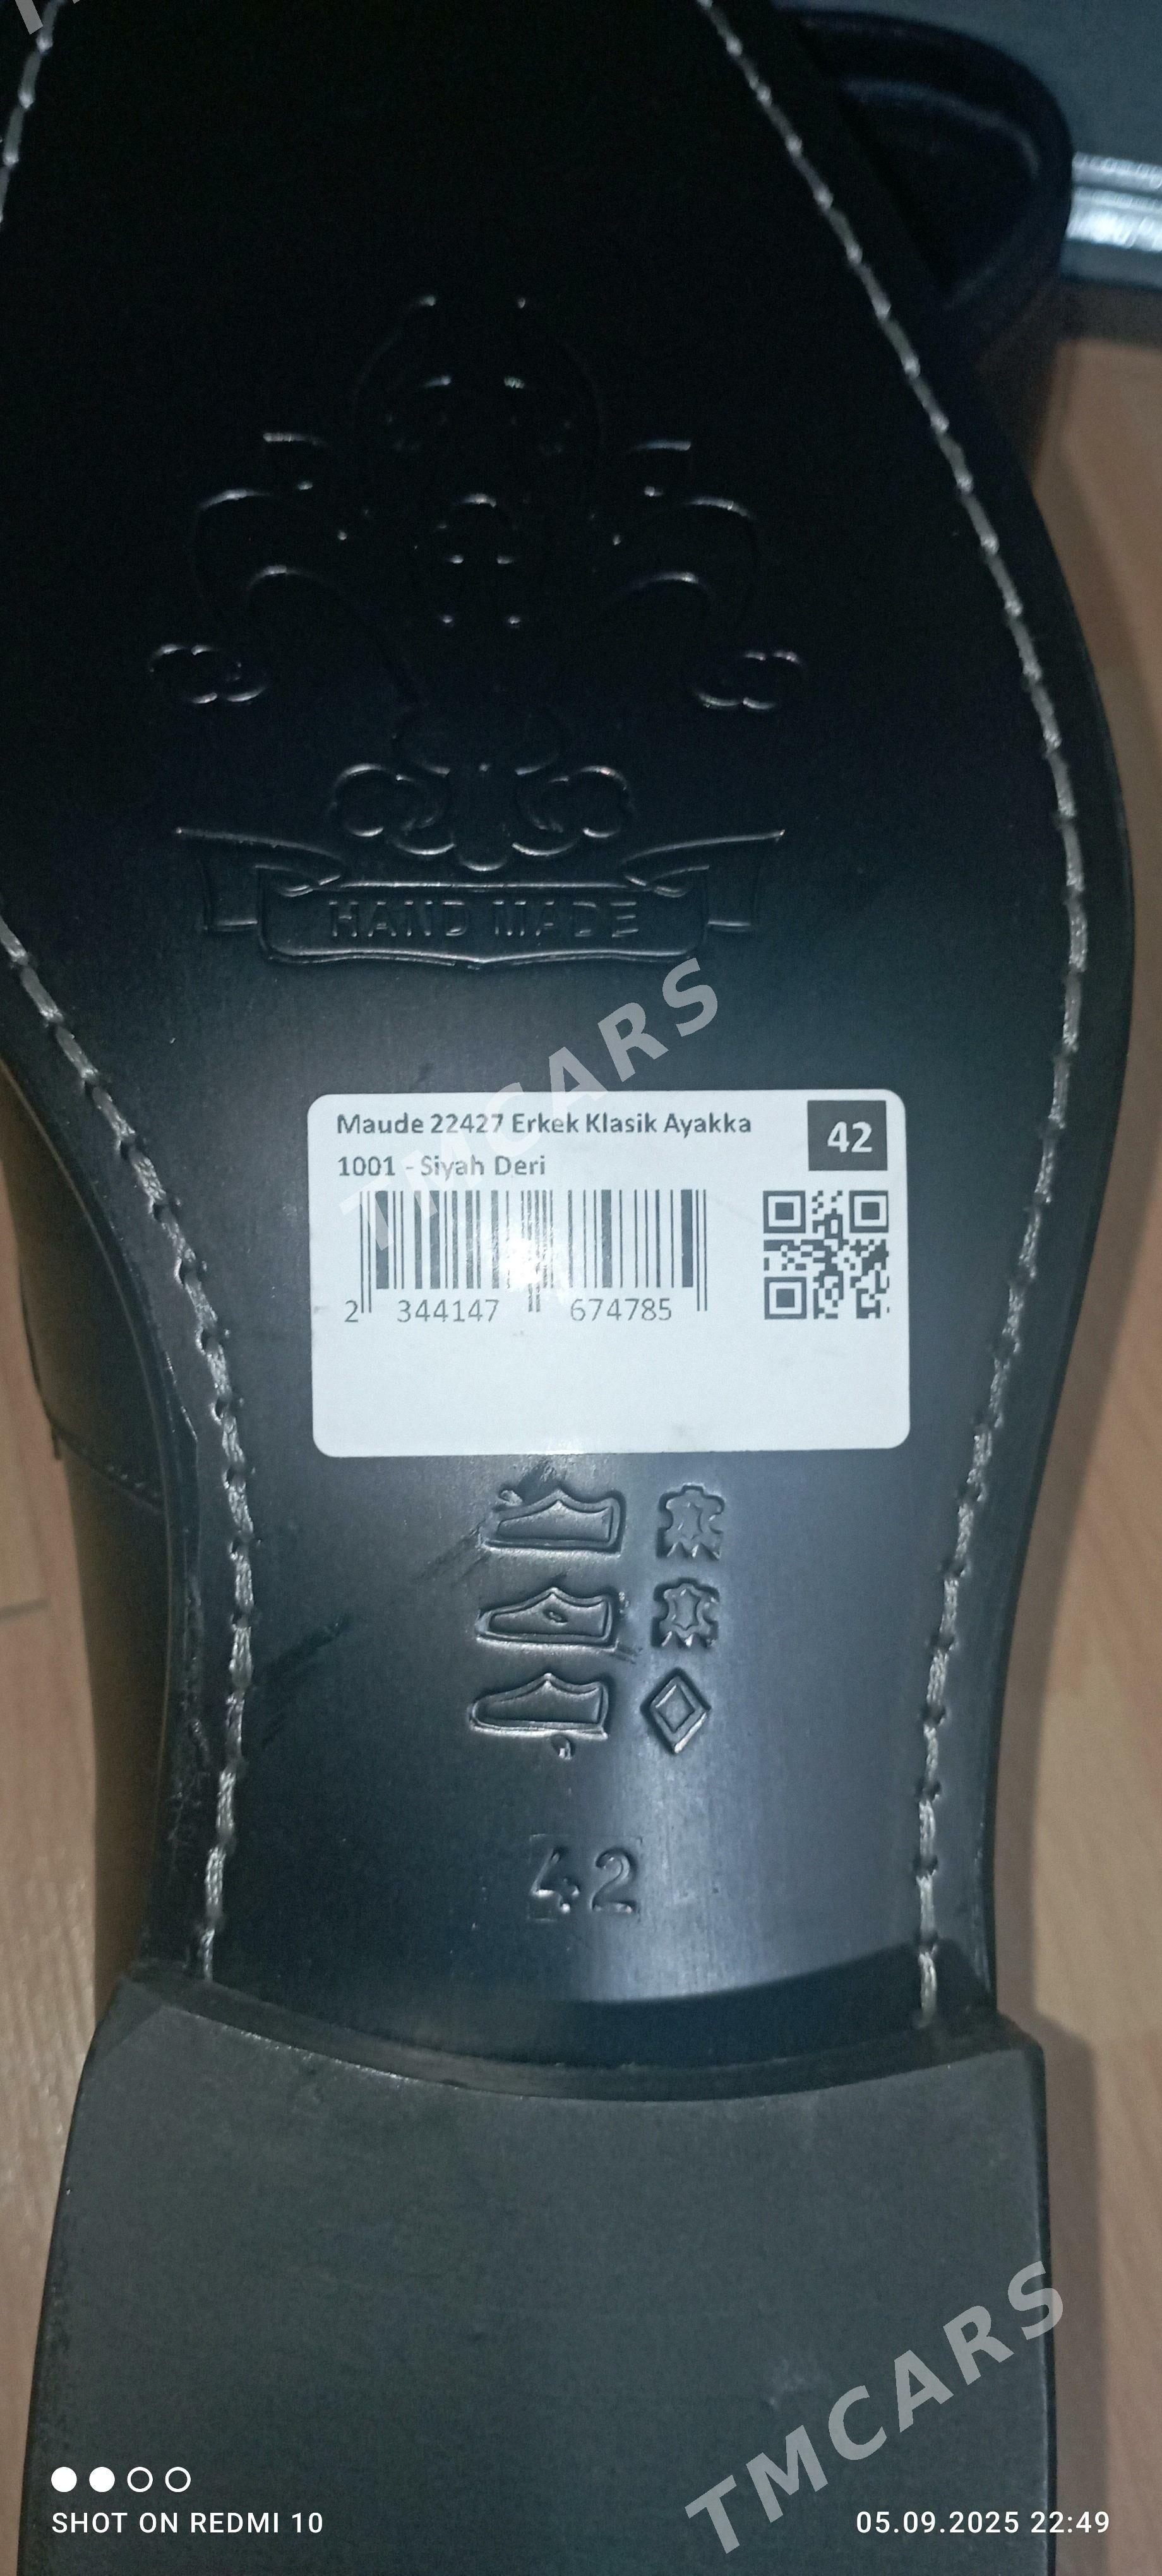 HAND MADE
TMCARS
Maude 22427 Erkek Klasik Ayakka
42
1001 - Siyah Deri
2 344147 674785
42
TMCARS
SHOT ON REDMI 10
05.09.2025 22:49